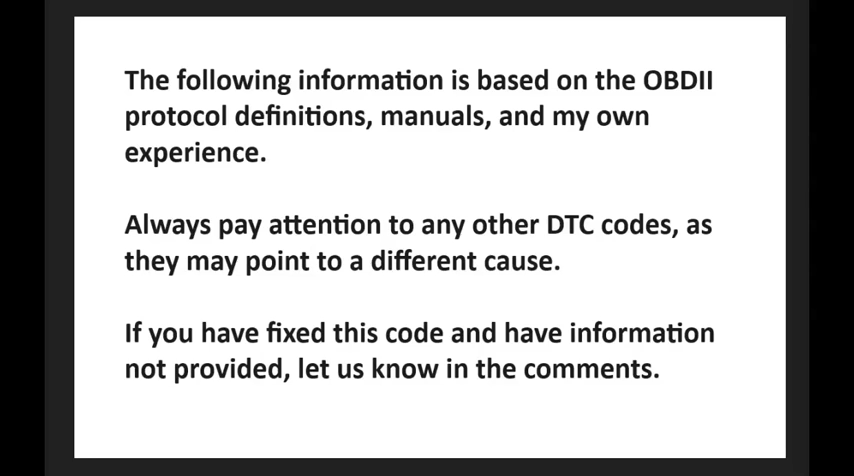 The following information is based on the OBDII
protocol definitions, manuals, and my own
experience.
Always pay attention to any other DTC codes, as
they may point to a different cause.
If you have fixed this code and have information
not provided, let us know in the comments.